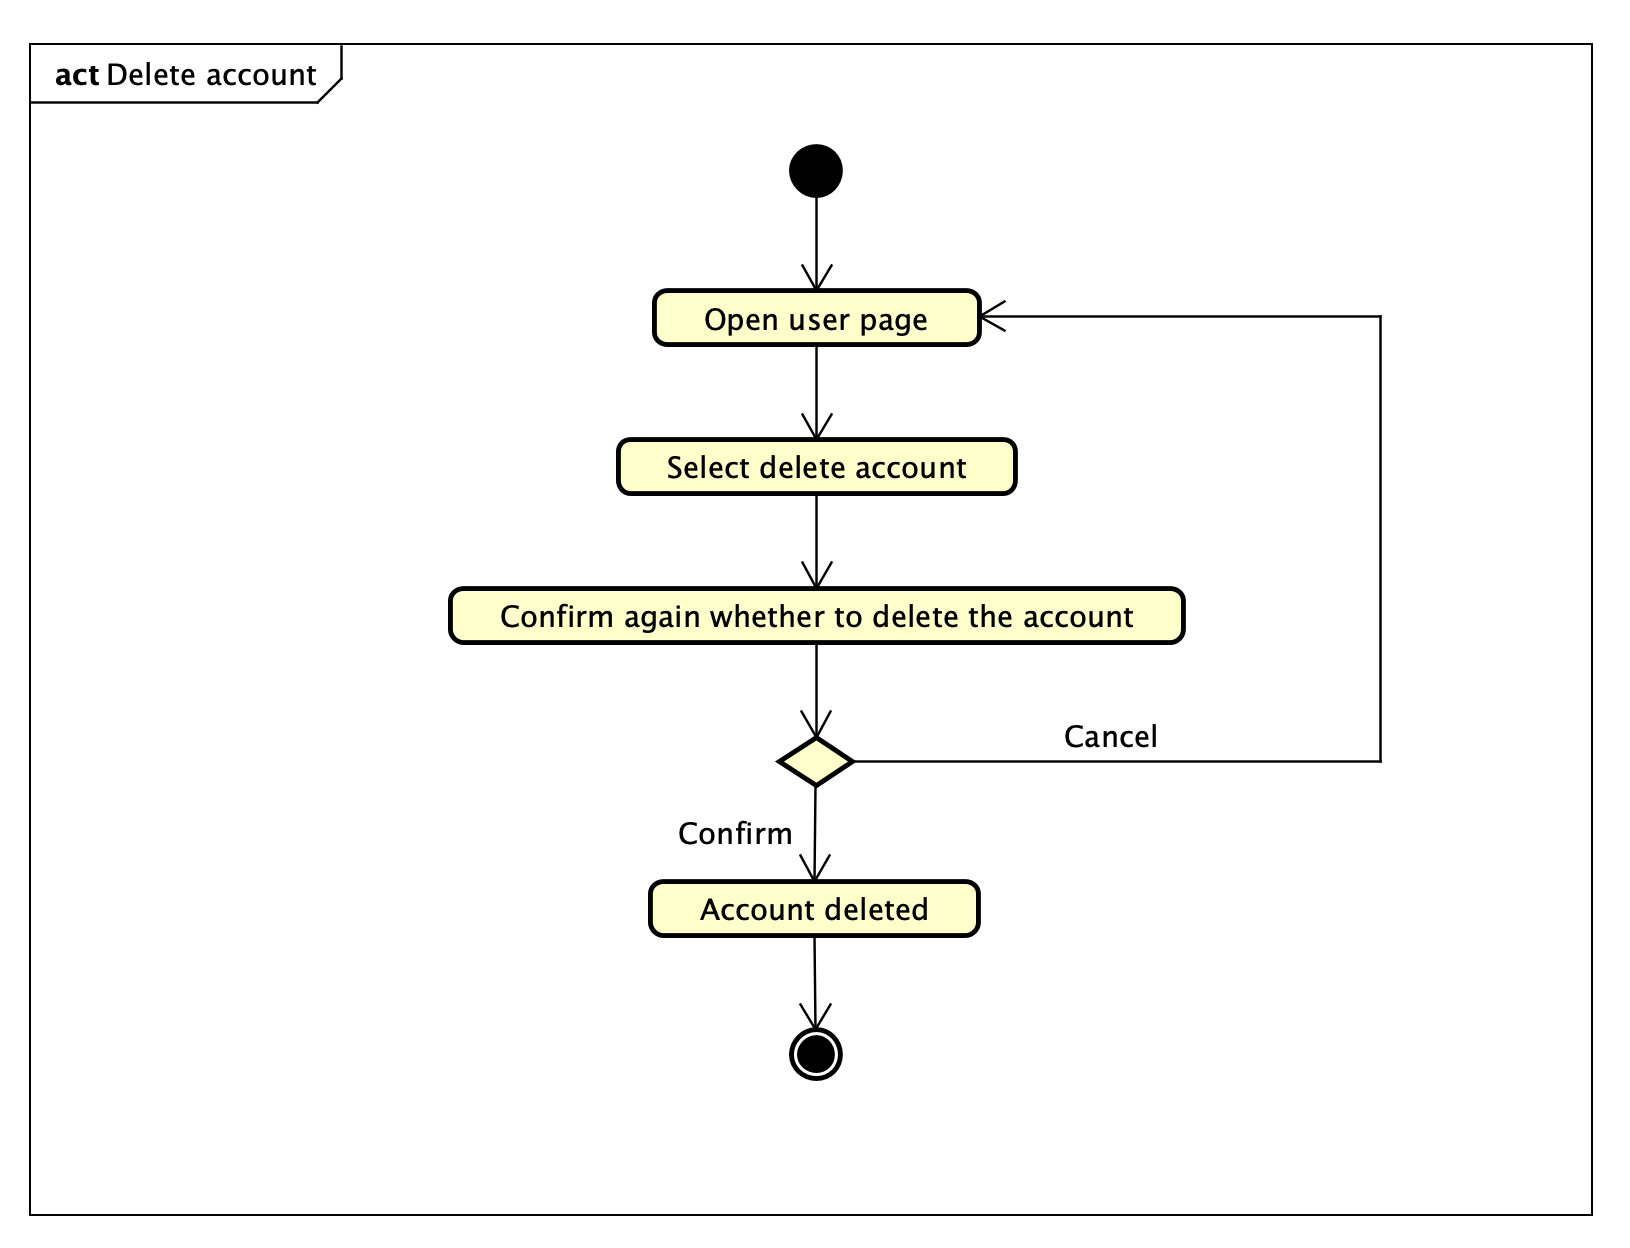 act Delete account
Open user page
Select delete account
Confirm again whether to delete the account
Cancel
Confirm
Account deleted